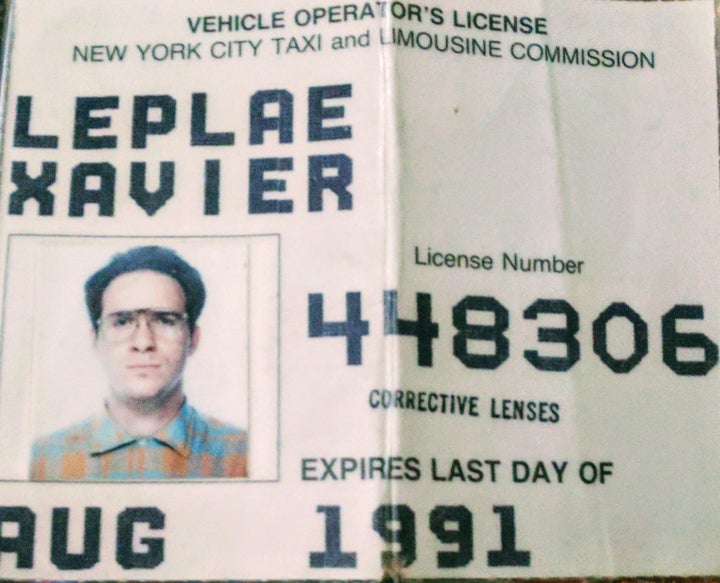 VEHICLE OPERATOR'S LICENSE
NEW YORK CITY TAXI and LIMOUSINE COMMISSION
LEPLAE
XAVIER
License Number
448306
CORRECTIVE LENSES
EXPIRES LAST DAY OF
AUG 1991